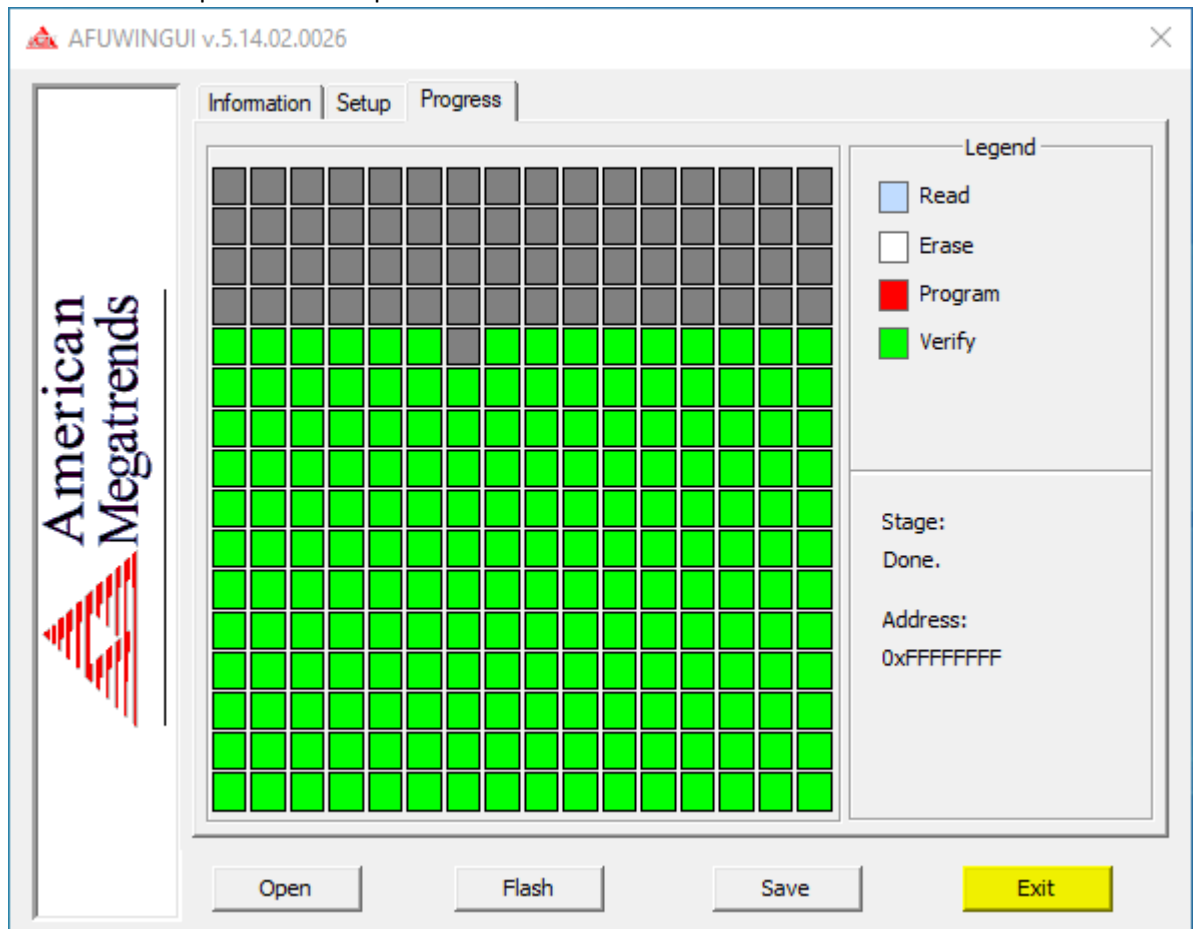 AFUWINGUI v.5.14.02.0026
American
Megatrends
Information
Setup
Progress
Legend
Read
Erase
Program
Verify
Stage:
Done.
Address:
0xFFFFFFFF
Open
Flash
Save
Exit